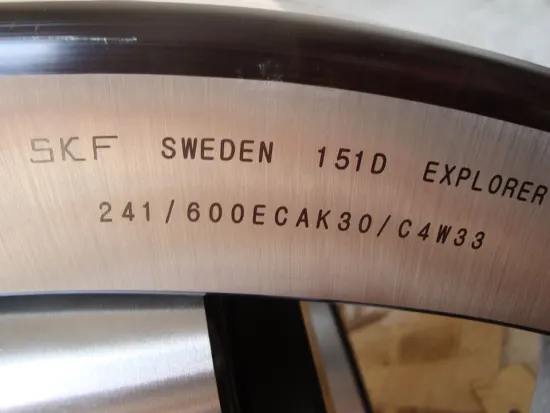 SKF SWEDEN 151D EXPLORER
241/600ECAK30/C4W33